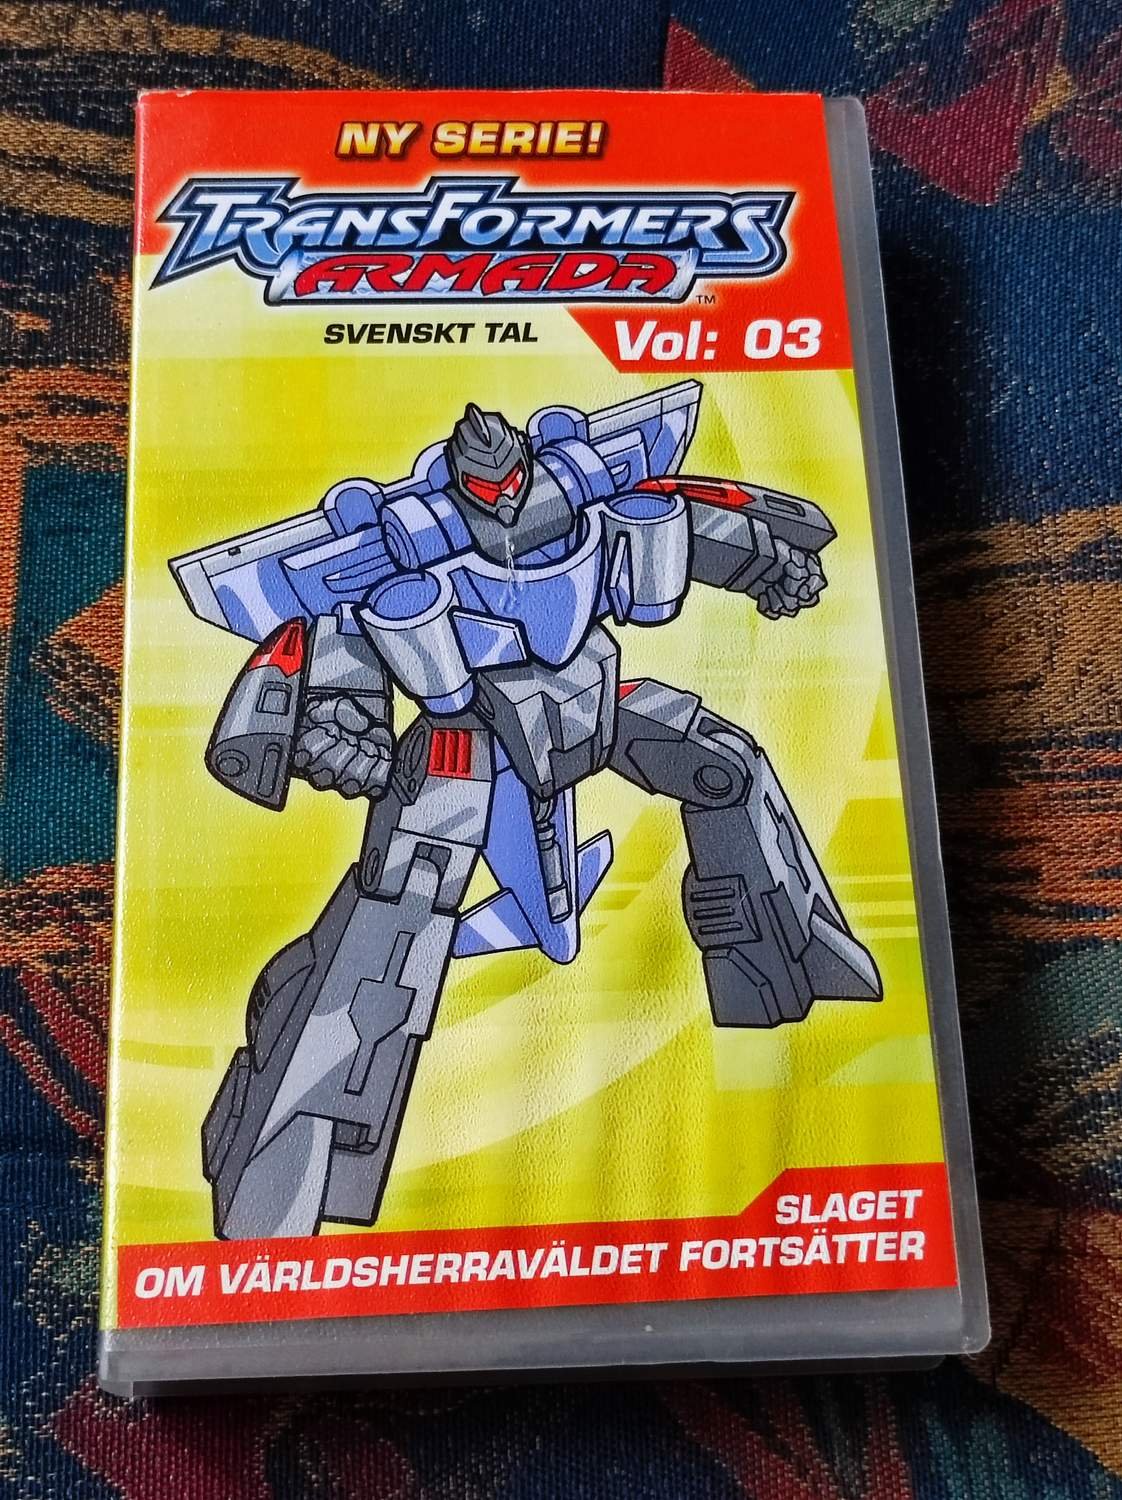 NY SERIE!
TRANSFORMERS
ARMADA
TM
SVENSKT TAL
Vol: 03
SLAGET
OM VÄRLDSHERRAVÄLDET FORTSÄTTER